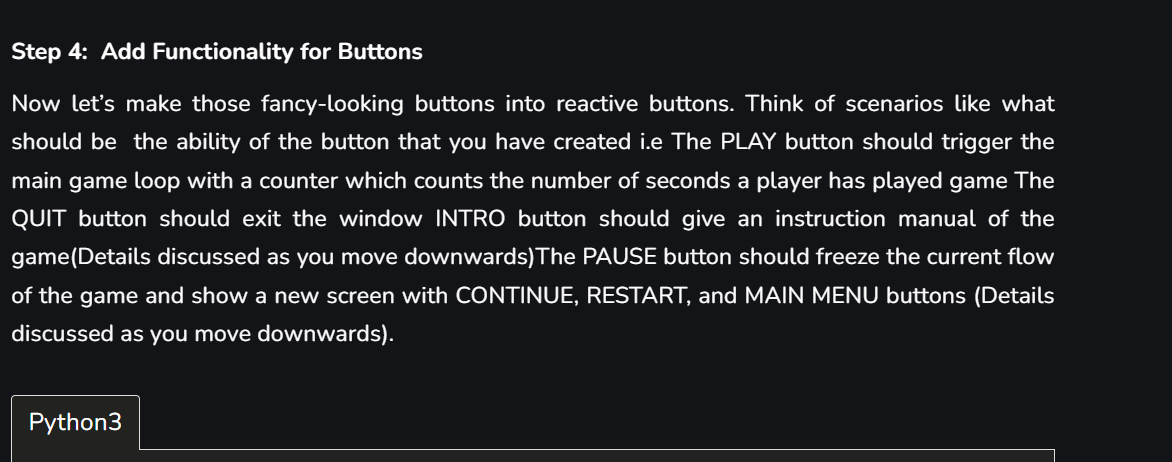 Step 4:  Add Functionality for Buttons
Now let’s make those fancy-looking buttons into reactive buttons. Think of scenarios like what
should be  the ability of the button that you have created i.e The PLAY button should trigger the
main game loop with a counter which counts the number of seconds a player has played game The
QUIT button should exit the window INTRO button should give an instruction manual of the
game(Details discussed as you move downwards)The PAUSE button should freeze the current flow
of the game and show a new screen with CONTINUE, RESTART, and MAIN MENU buttons (Details
discussed as you move downwards).
Python3